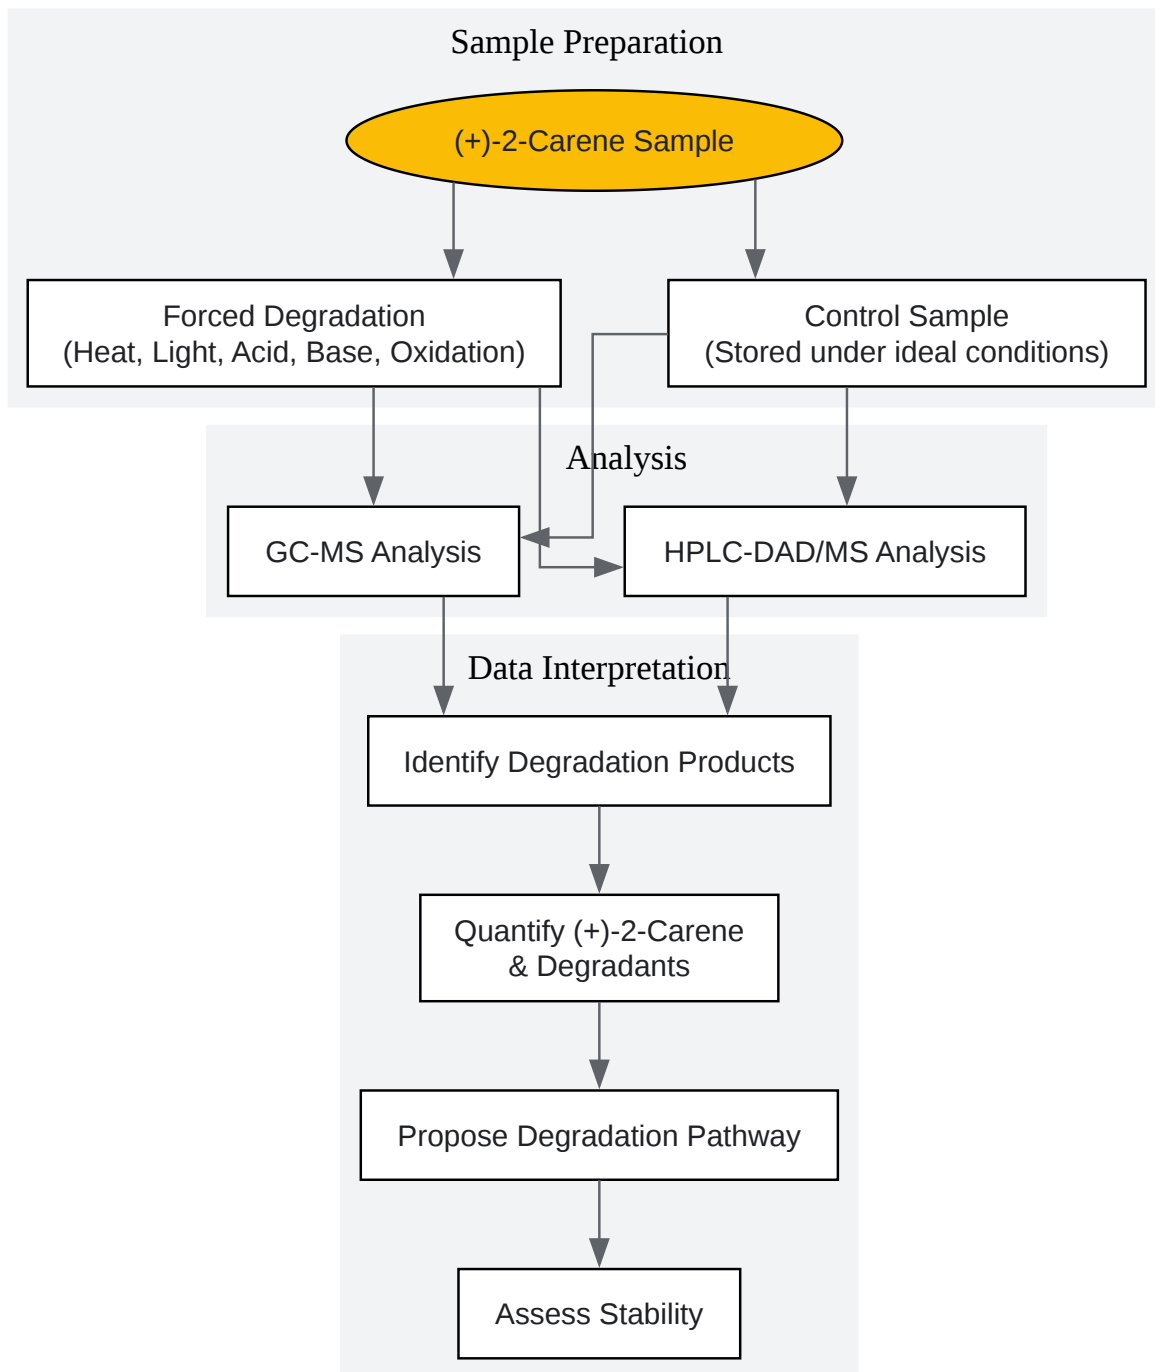 Sample Preparation
(+)-2-Carene Sample
Forced Degradation
(Heat, Light, Acid, Base, Oxidation)
Control Sample
(Stored under ideal conditions)
Analysis
GC-MS Analysis
HPLC-DAD/MS Analysis
Data Interpretation
Identify Degradation Products
Quantify (+)-2-Carene
& Degradants
Propose Degradation Pathway
Assess Stability